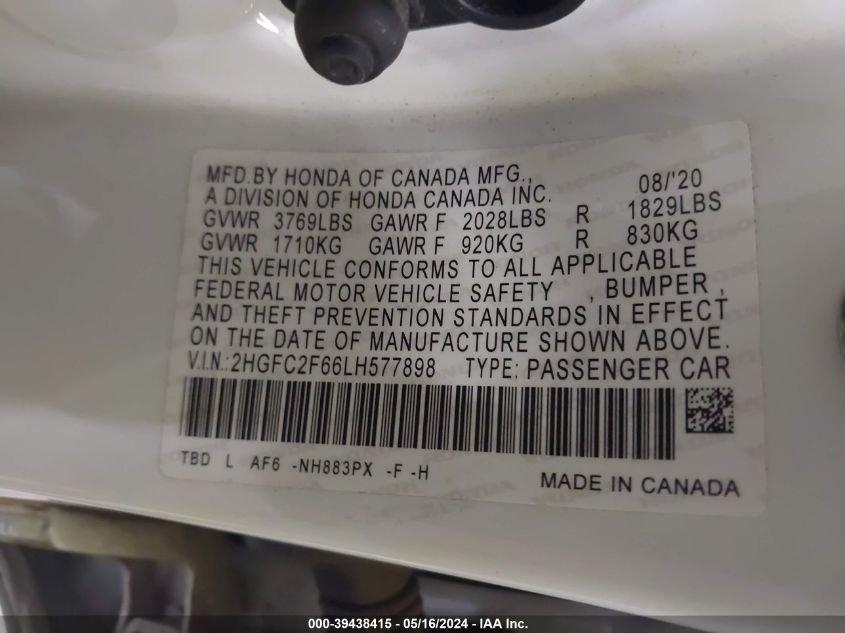 MFD.BY HONDA OF CANADA MFG., 08/'20
A DIVISION OF HONDA CANADA INC.
GVWR 3769LBS GAWR F 2028LBS R 1829LBS
GVWR 1710KG GAWR F 920KG R 830KG
THIS VEHICLE CONFORMS TO ALL APPLICABLE
FEDERAL MOTOR VEHICLE SAFETY , BUMPER ,
AND THEFT PREVENTION STANDARDS IN EFFECT
ON THE DATE OF MANUFACTURE SHOWN ABOVE.
V.I.N.:2HGFC2F66LH577898 TYPE: PASSENGER CAR
TBD L AF6 -NH883PX -F -H MADE IN CANADA
000-39438415 - 05/16/2024 - IAA Inc.